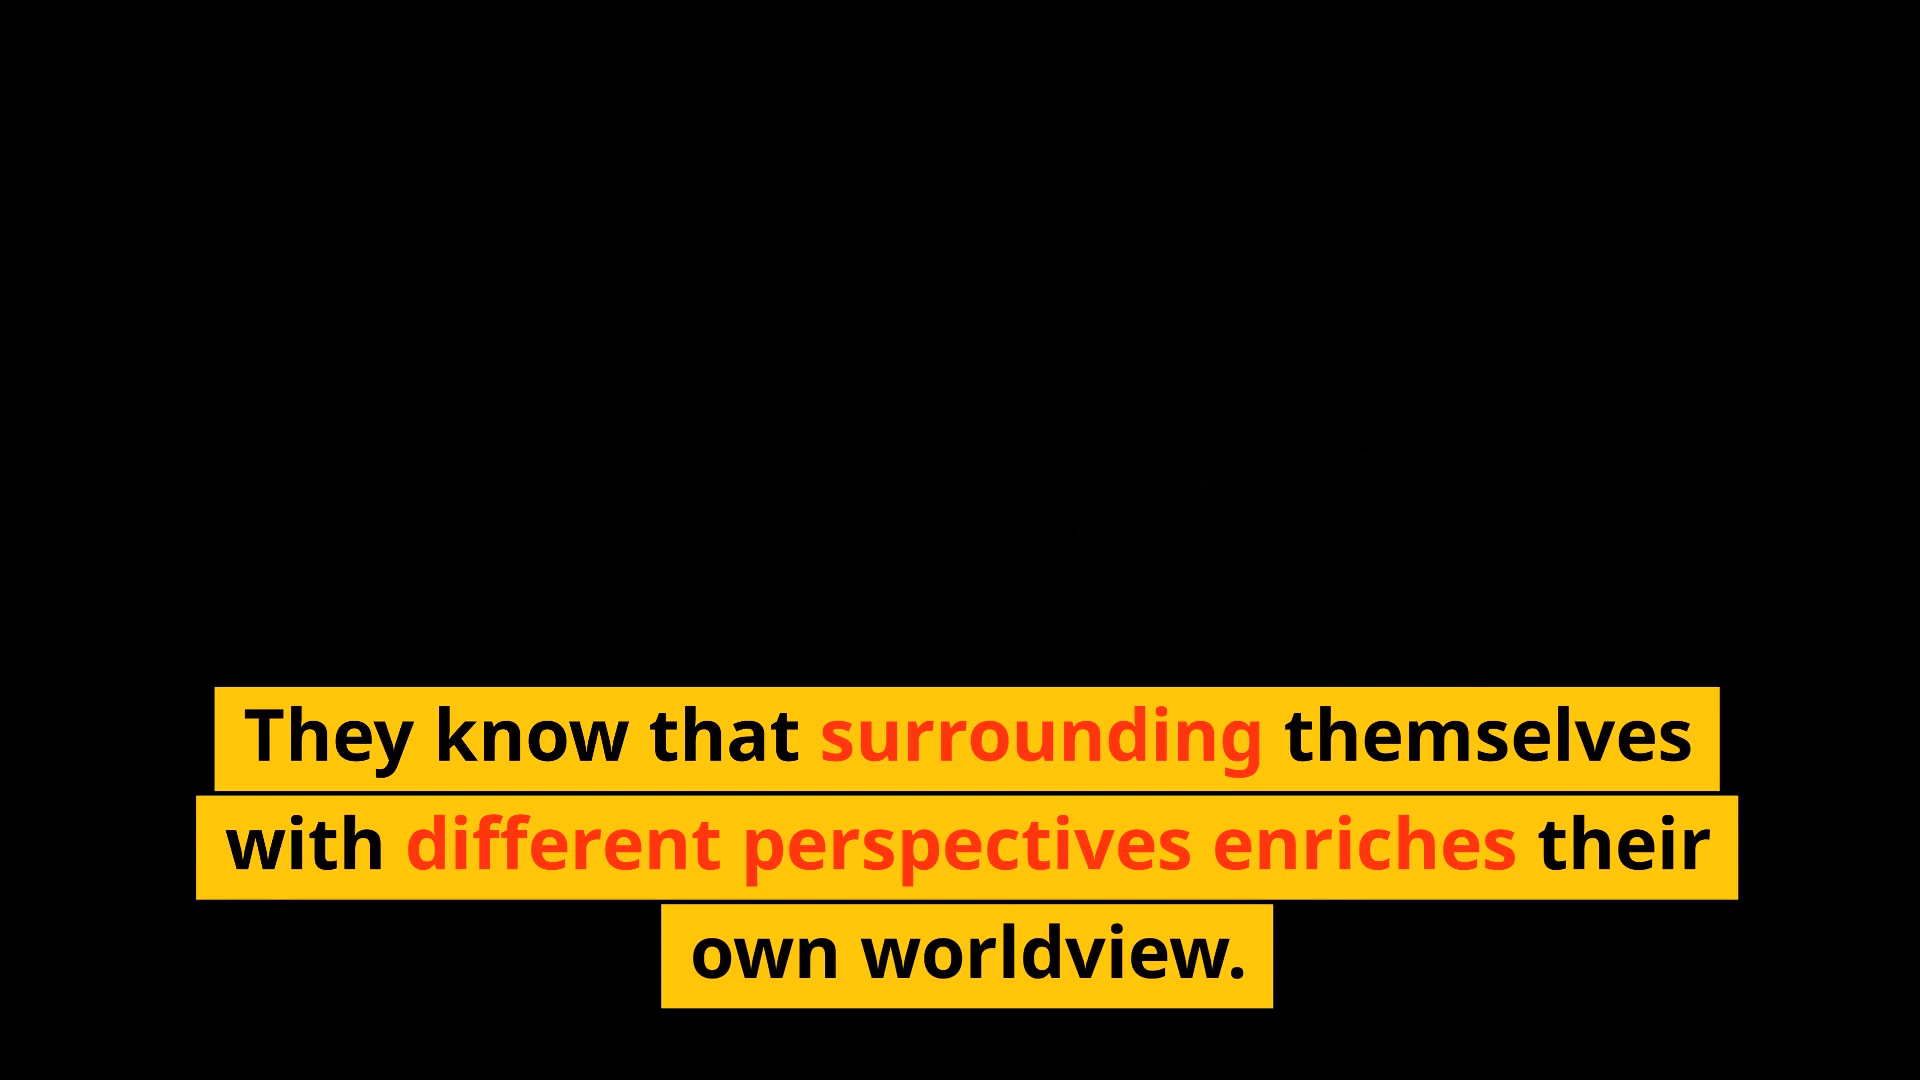 They know that surrounding themselves
with different perspectives enriches their
own worldview.